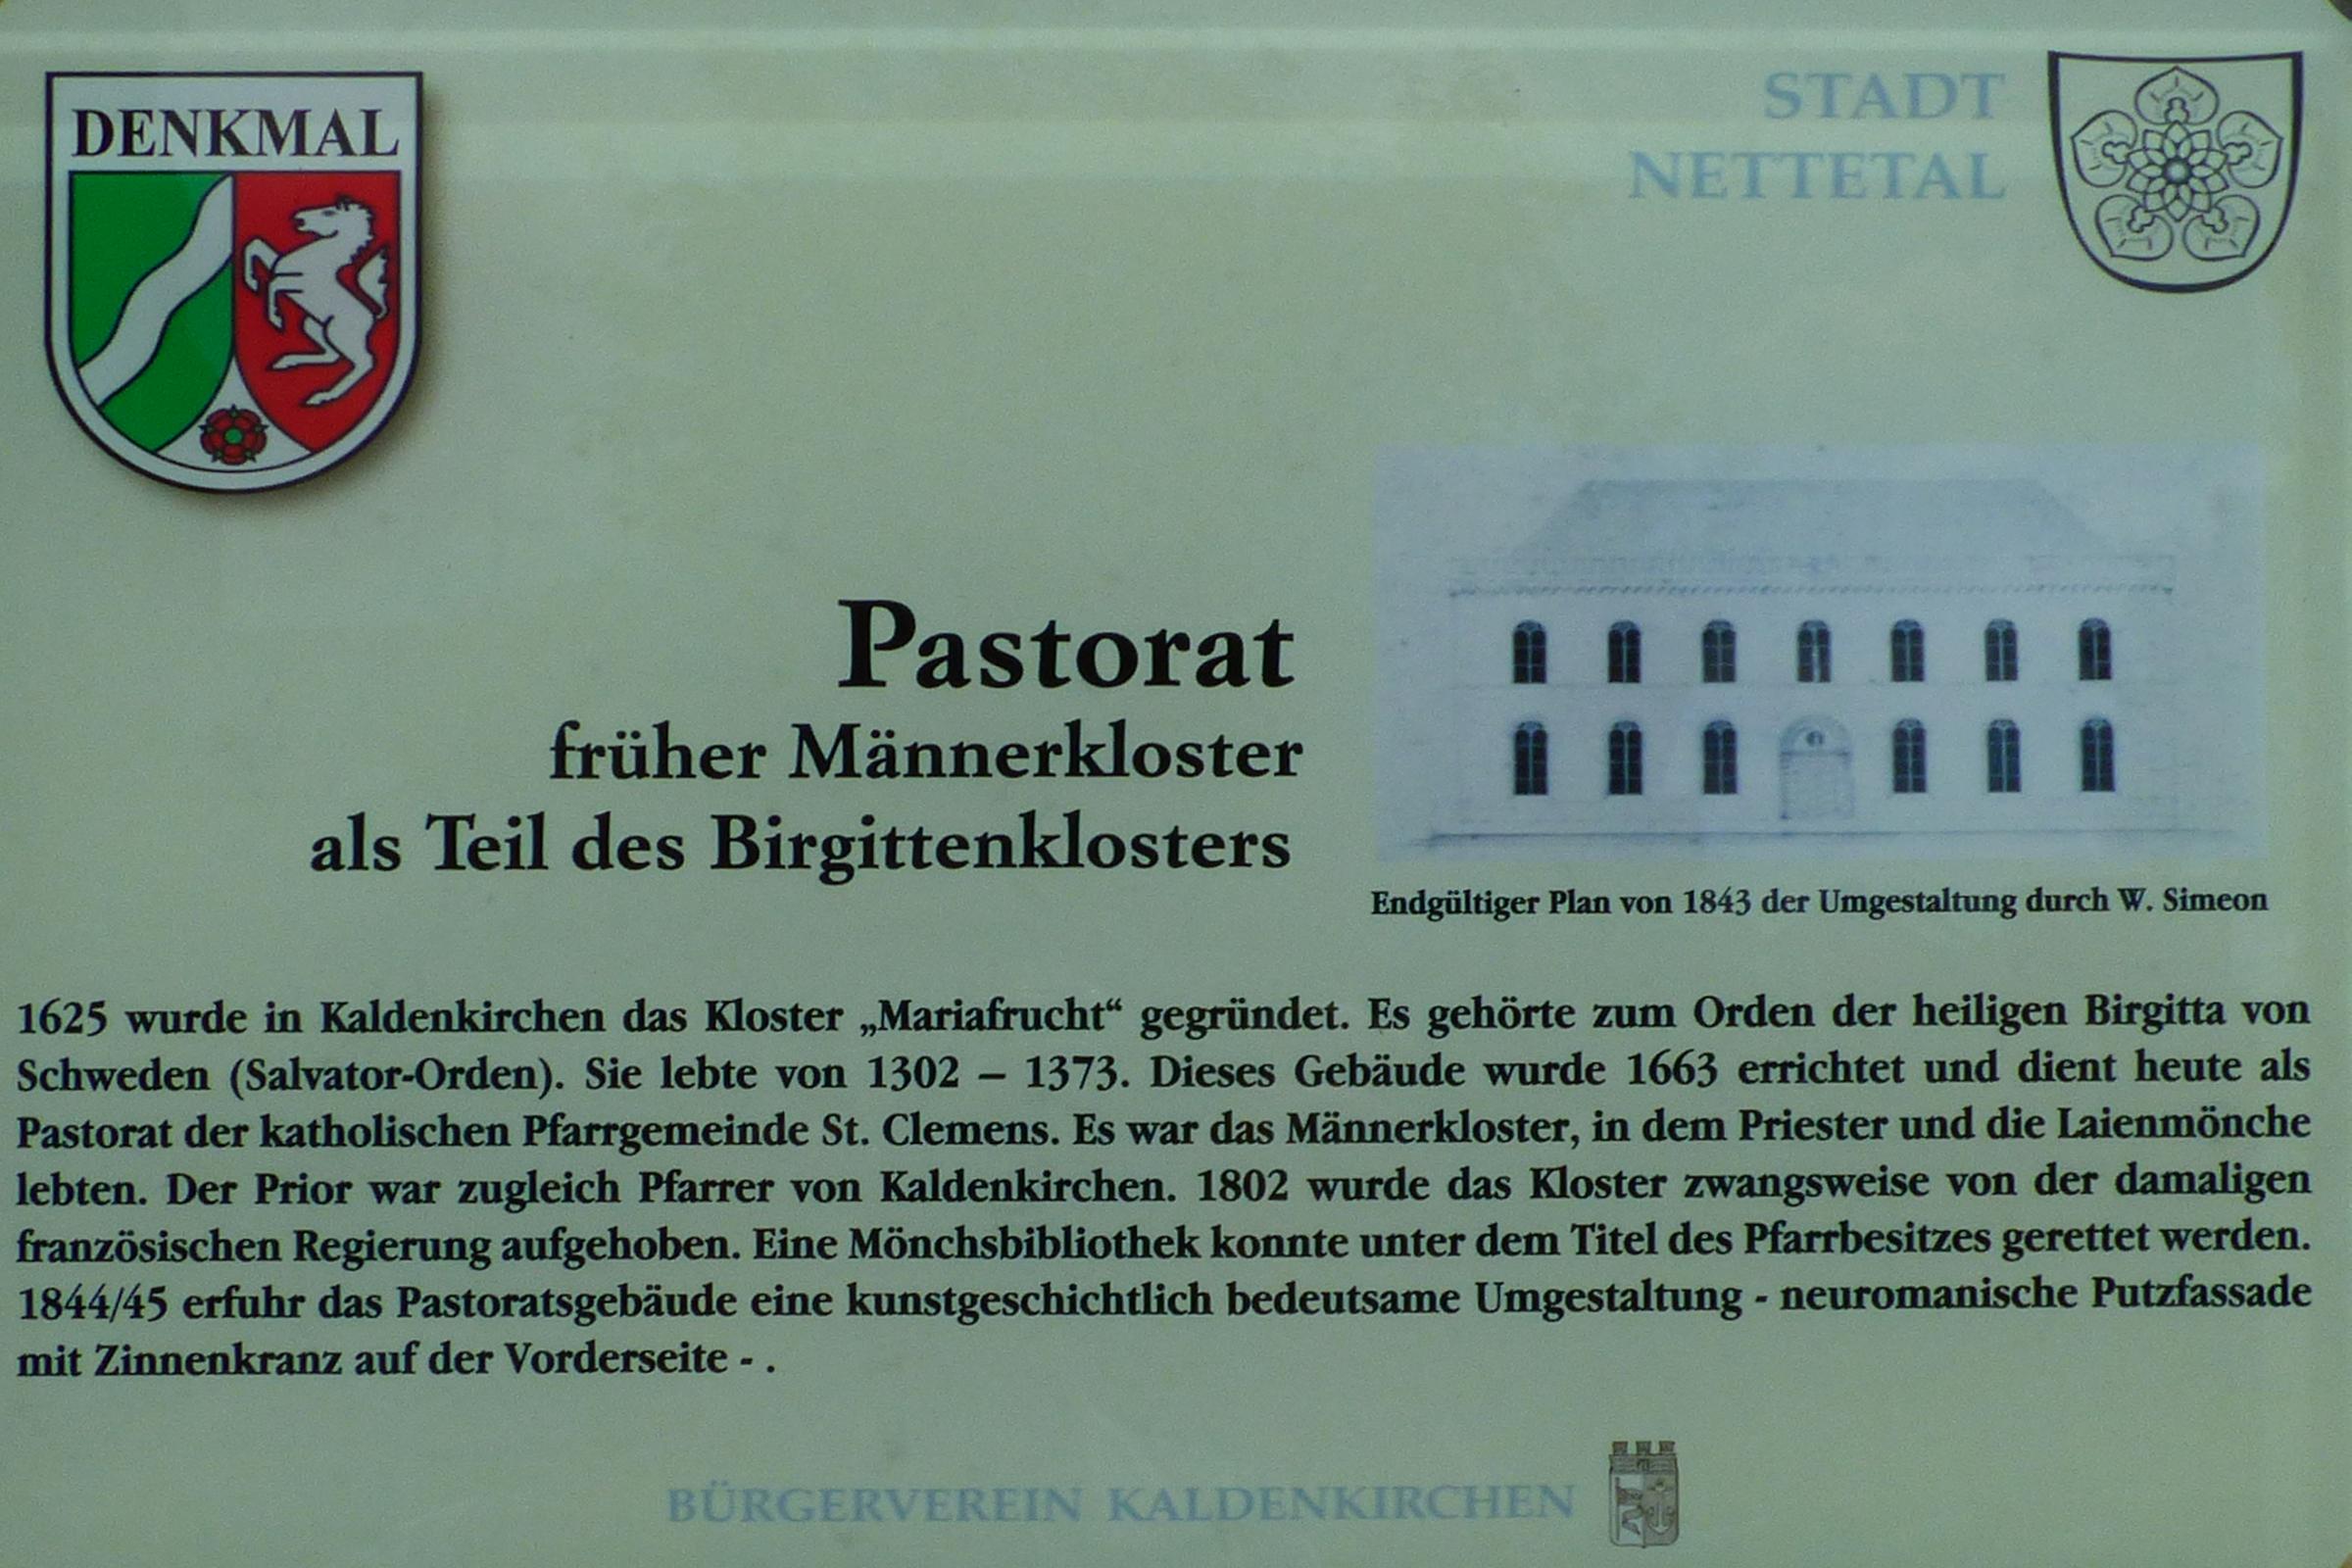 DENKMAL
STADT
NETTETAL
Pastorat
früher Männerkloster
als Teil des Birgittenklosters
Endgültiger Plan von 1843 der Umgestaltung durch W. Simeon
1625 wurde in Kaldenkirchen das Kloster „Mariafrucht“ gegründet. Es gehörte zum Orden der heiligen Birgitta von
Schweden (Salvator-Orden). Sie lebte von 1302 – 1373. Dieses Gebäude wurde 1663 errichtet und dient heute als
Pastorat der katholischen Pfarrgemeinde St. Clemens. Es war das Männerkloster, in dem Priester und die Laienmönche
lebten. Der Prior war zugleich Pfarrer von Kaldenkirchen. 1802 wurde das Kloster zwangsweise von der damaligen
französischen Regierung aufgehoben. Eine Mönchsbibliothek konnte unter dem Titel des Pfarrbesitzes gerettet werden.
1844/45 erfuhr das Pastoratsgebäude eine kunstgeschichtlich bedeutsame Umgestaltung - neuromanische Putzfassade
mit Zinnenkranz auf der Vorderseite - .
BÜRGERVEREIN KALDENKIRCHEN